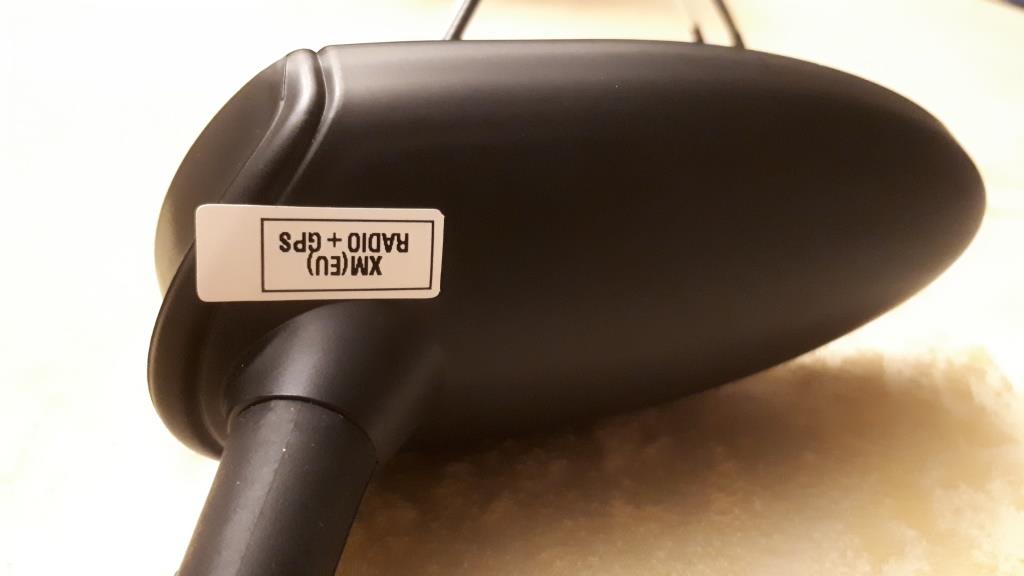 XM(EU)
RADIO + GPS